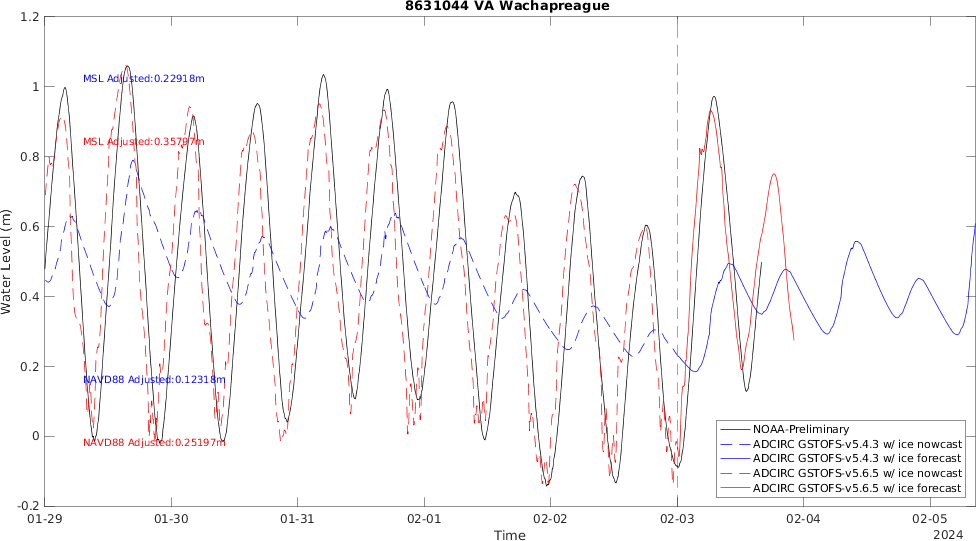 8631044 VA Wachapreague
1.2
1
0.8
0.6
0.4
0.2
0
-0.2
Water Level (m)
MSL Adjusted:0.22918m
MSL Adjusted:0.35797m
NAVD88 Adjusted:0.12318m
NAVD88 Adjusted:0.25197m
NOAA-Preliminary
ADCIRC GSTOFS-v5.4.3 w/ ice nowcast
ADCIRC GSTOFS-v5.4.3 w/ ice forecast
ADCIRC GSTOFS-v5.6.5 w/ ice nowcast
ADCIRC GSTOFS-v5.6.5 w/ ice forecast
01-29 01-30 01-31 02-01 02-02 02-03 02-04 02-05
Time
2024